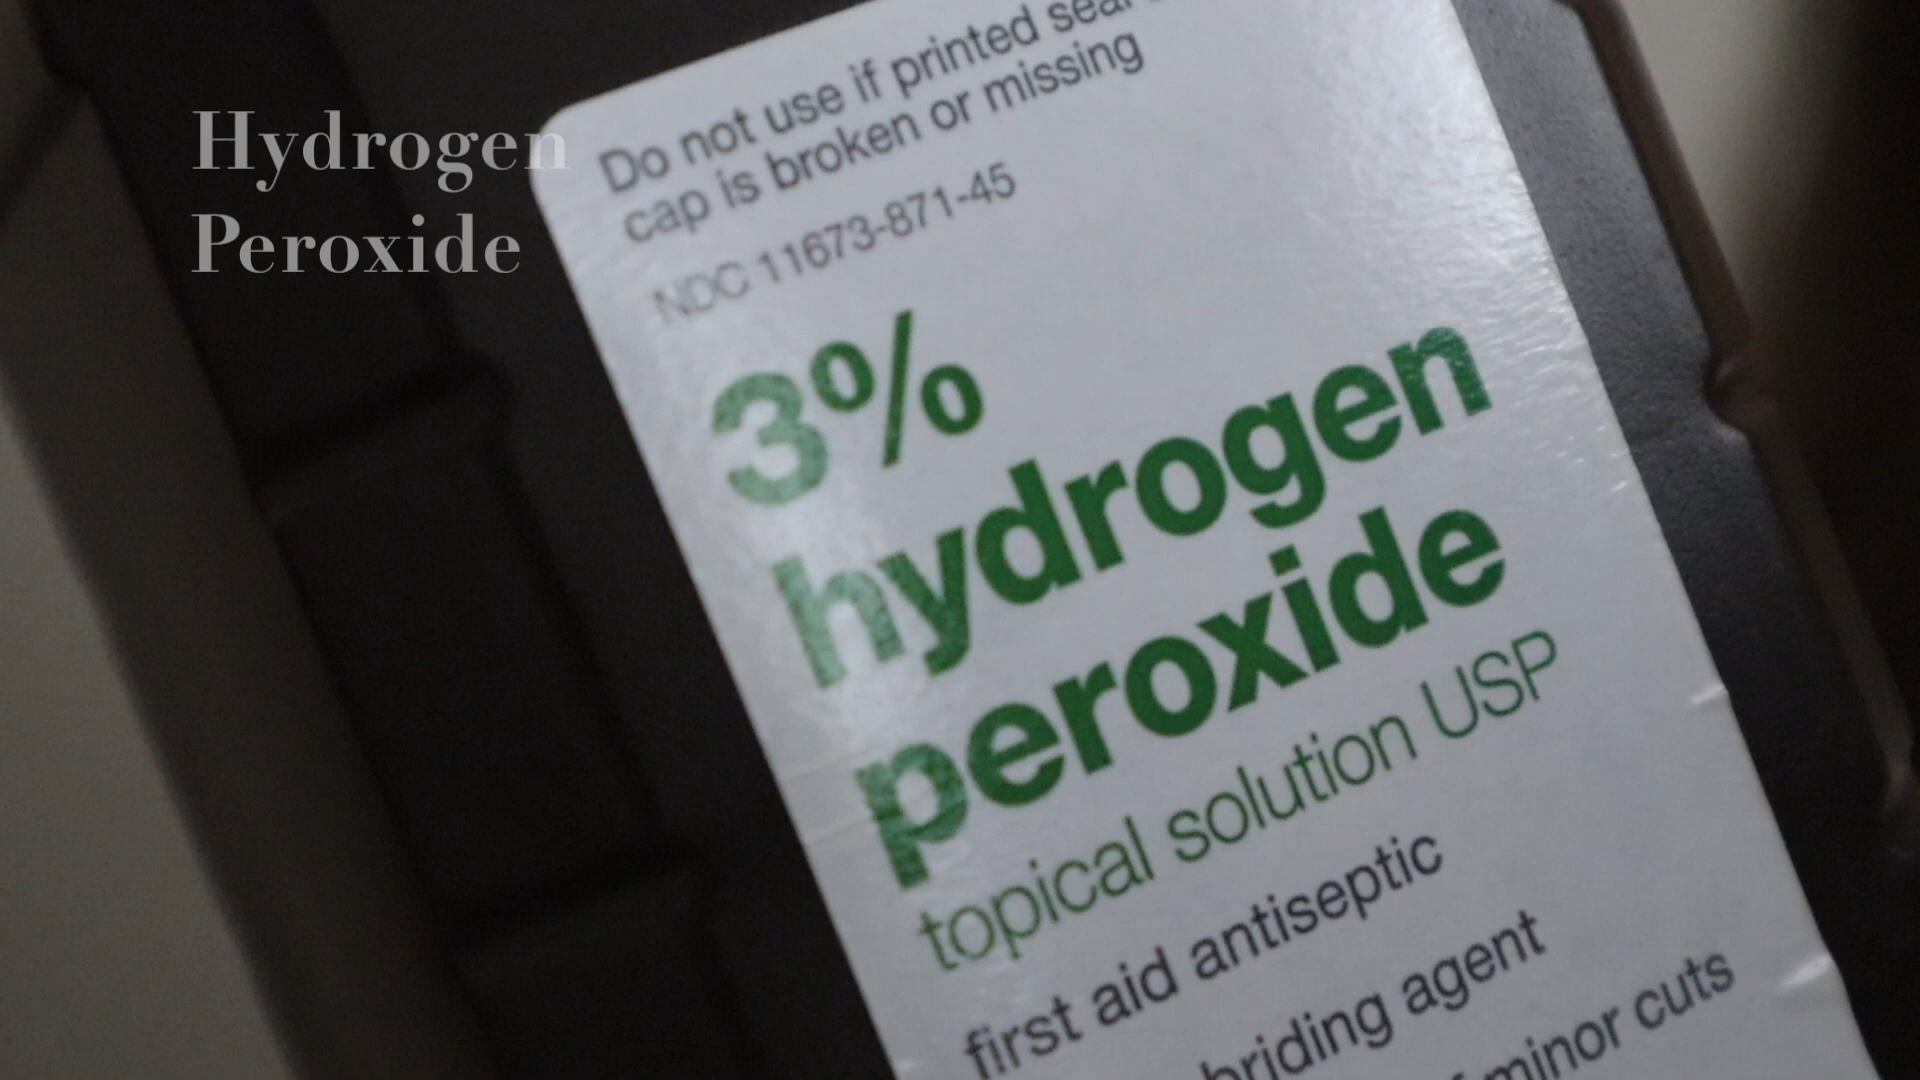 Hydrogen
Peroxide
Do not use if printed seal
cap is broken or missing
NDC 11673-871-45
3%
hydrogen
peroxide
topical solution USP
first aid antiseptic
agent
minor cuts